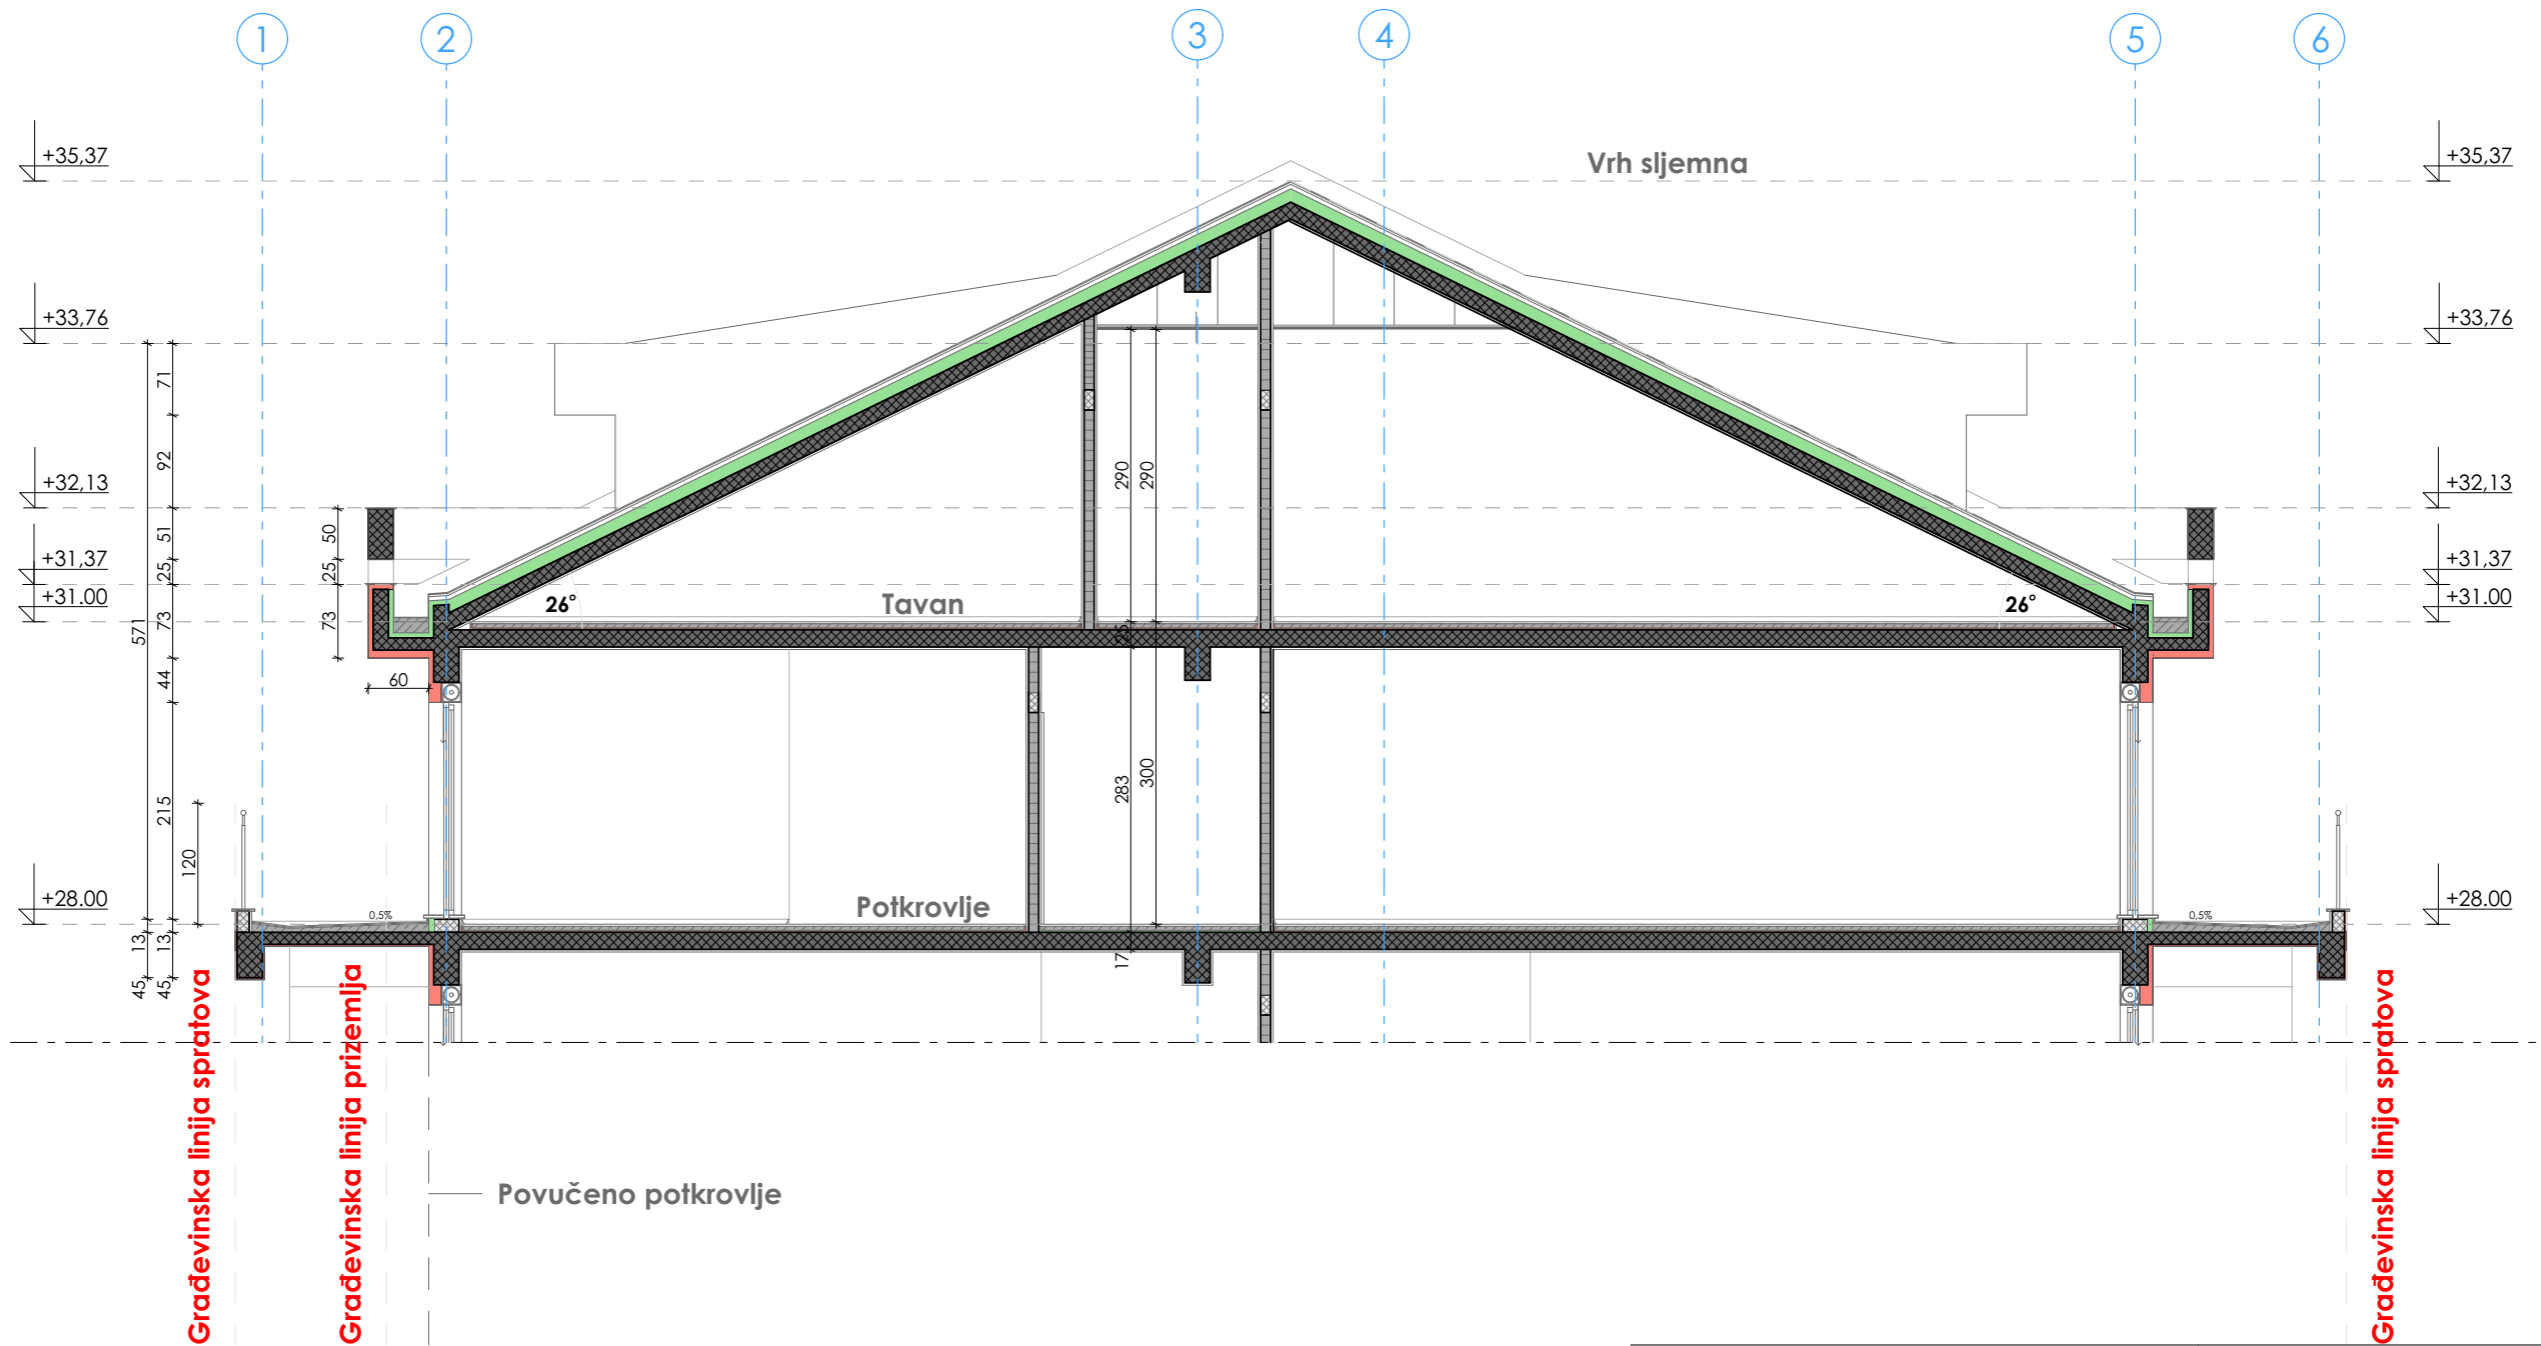 1 2 3 4 5 6
+35,37 Vrh sljemna +35,37
+33,76 +33,76
71
92
290 290
+32,13 +32,13
51 50
+31,37 25 25 +31,37
+31.00 26° Tavan 26° +31.00
571 73 73 25
44 60
283 300
215
120
+28.00 0,5% Potkrovlje 0,5% +28.00
13 13 17
45 45
Građevinska linija spratova
Građevinska linija prizemlja
Građevinska linija spratova
Povučeno potkrovlje